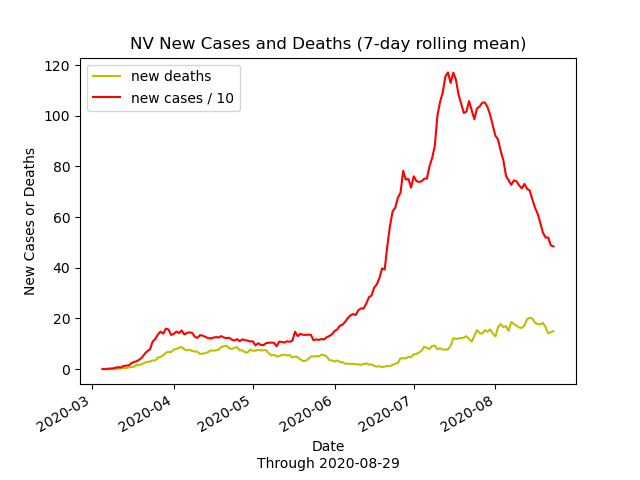 NV New Cases and Deaths (7-day rolling mean)
new deaths
new cases / 10
120
100
80
60
40
20
0
New Cases or Deaths
2020-03
2020-04
2020-05
2020-06
2020-07
2020-08
Date
Through 2020-08-29